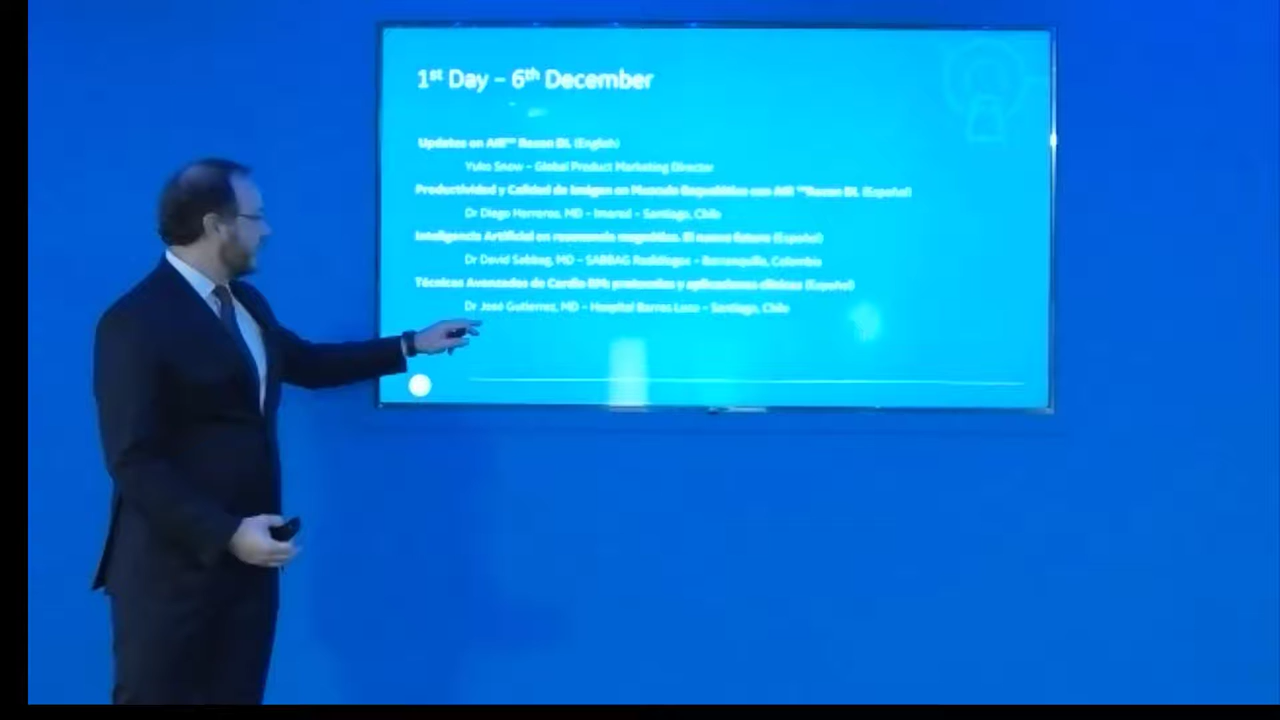 1st Day – 6th December
Updates on AIR™ Recon DL (English)
Yuko Snow – Global Product Marketing Director
Productividad y Calidad de Imágen en Musculo Esquelético con AIR ™Recon DL (Español)
Dr Diego Herreros, MD – Imared – Santiago, Chile
Inteligencia Artificial en resonancia magnética. El nuevo futuro (Español)
Dr David Sabbag, MD – SABBAG Radiólogos – Barranquilla, Colombia
Técnicas Avanzadas de Cardio RM: protocolos y aplicaciones clínicas (Español)
Dr José Gutierrez, MD – Hospital Barros Luco – Santiago, Chile